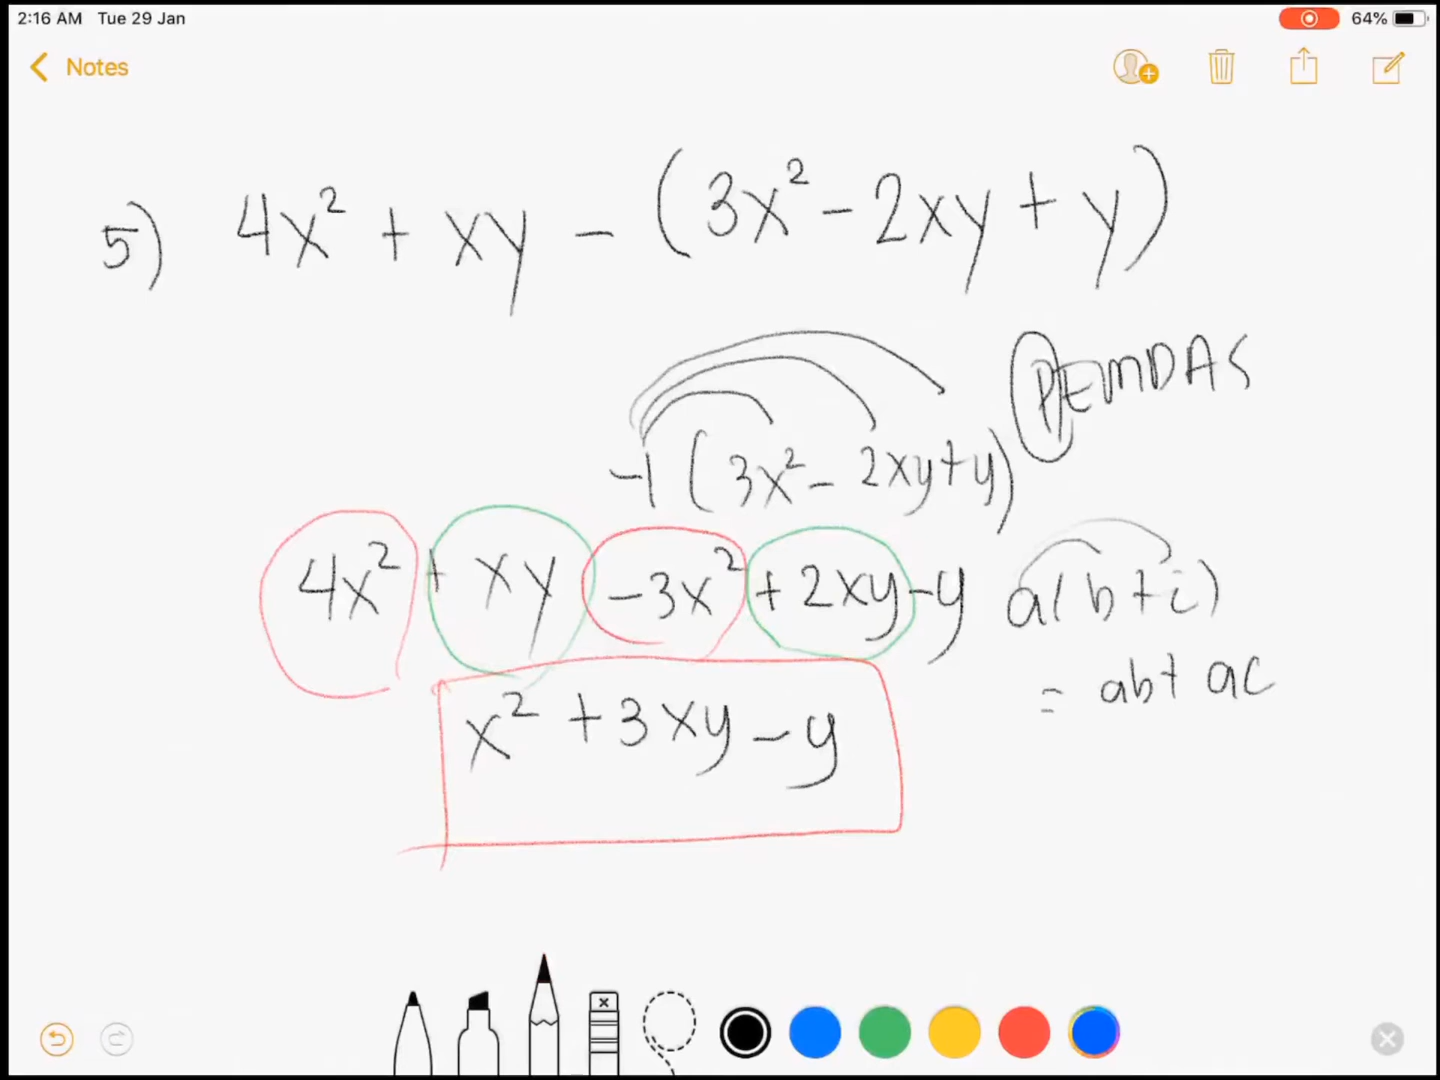 2:16 AM Tue 29 Jan 64%
Notes
5) 4x² + xy - (3x² - 2xy + y)
PEMDAS
-1 (3x² - 2xy + y)
4x² + xy - 3x² + 2xy - y
a(b + c)
= ab + ac
x² + 3xy - y